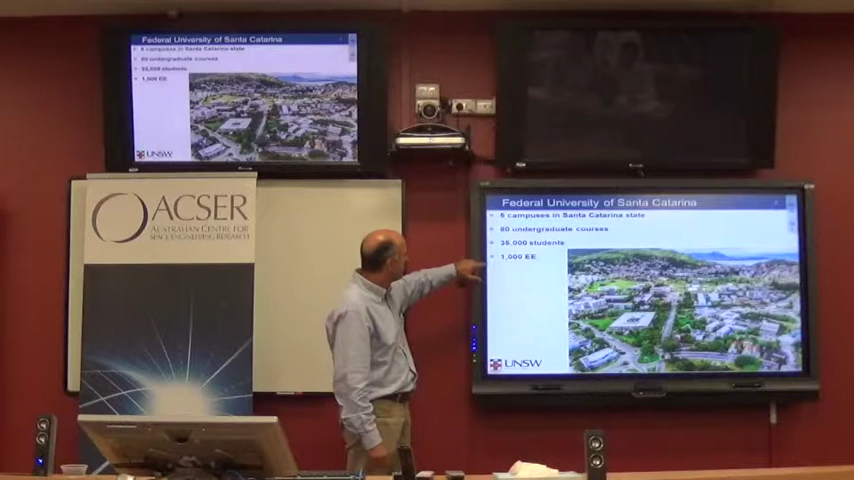 Federal University of Santa Catarina
5 campuses in Santa Catarina state
60 undergraduate courses
35,000 students
1,000 EE
UNSW
ACSER
AUSTRALIAN CENTRE FOR
SPACE ENGINEERING RESEARCH
Federal University of Santa Catarina
5 campuses in Santa Catarina state
60 undergraduate courses
35,000 students
1,000 EE
UNSW